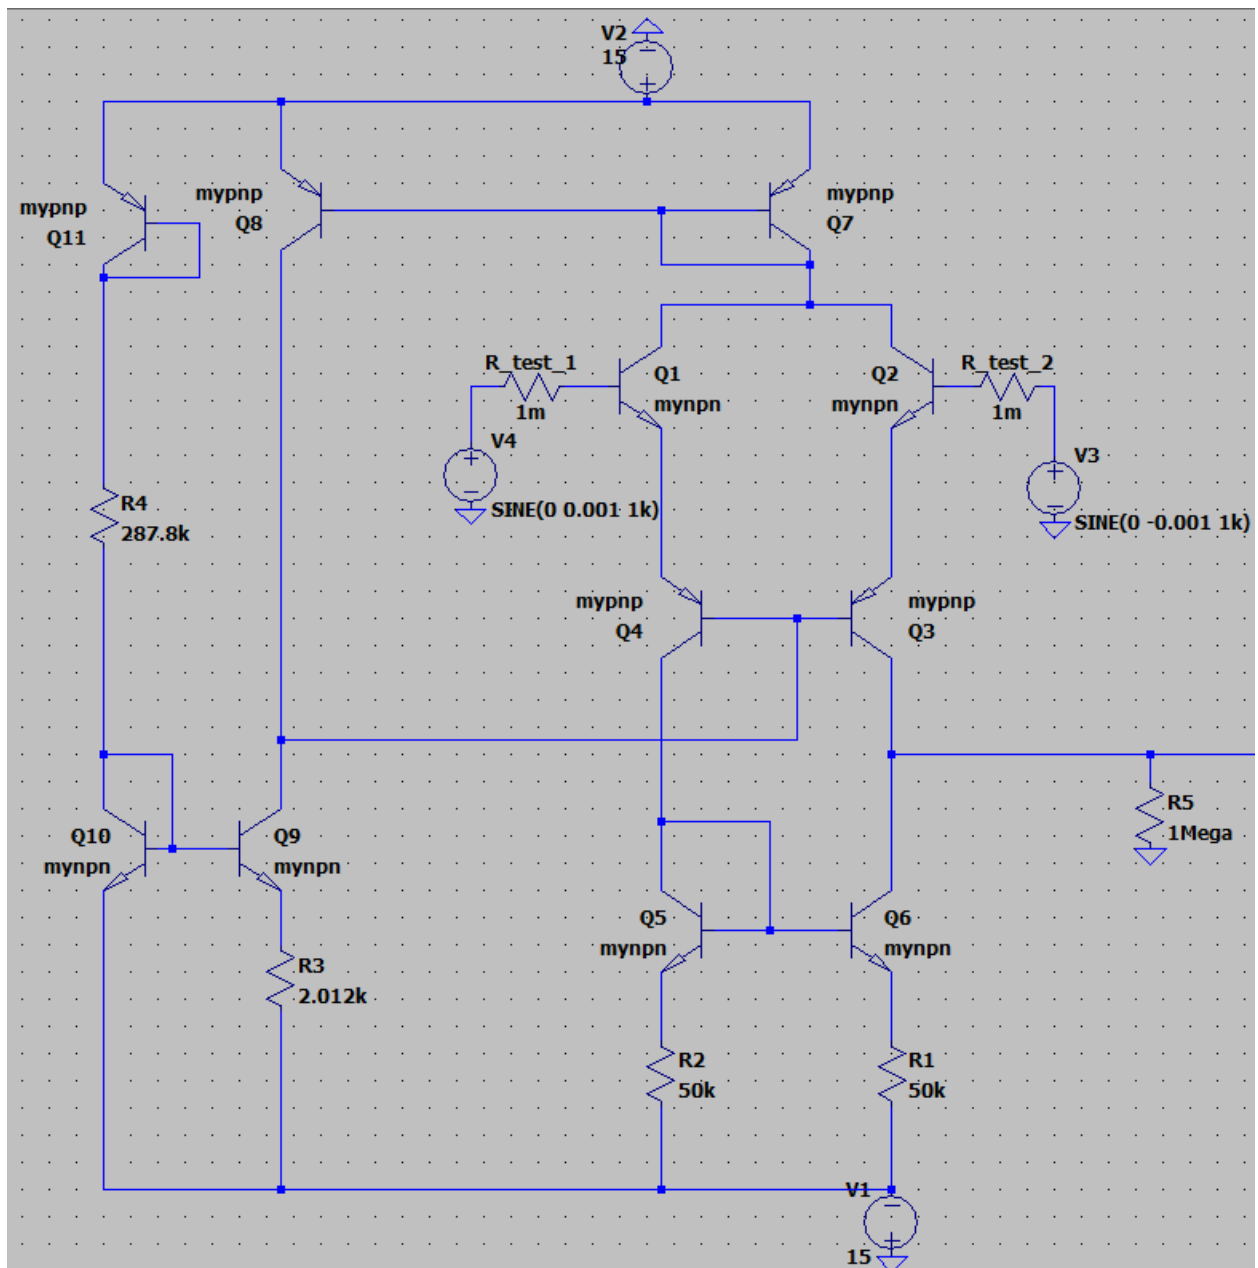 V2
15
mypnp
Q11
mypnp
Q8
mypnp
Q7
R_test_1
1m
Q1
mynpn
Q2
mynpn
R_test_2
1m
V4
SINE(0 0.001 1k)
V3
SINE(0 -0.001 1k)
R4
287.8k
mypnp
Q4
mypnp
Q3
R5
1Mega
Q10
mynpn
Q9
mynpn
Q5
mynpn
Q6
mynpn
R3
2.012k
R2
50k
R1
50k
V1
15